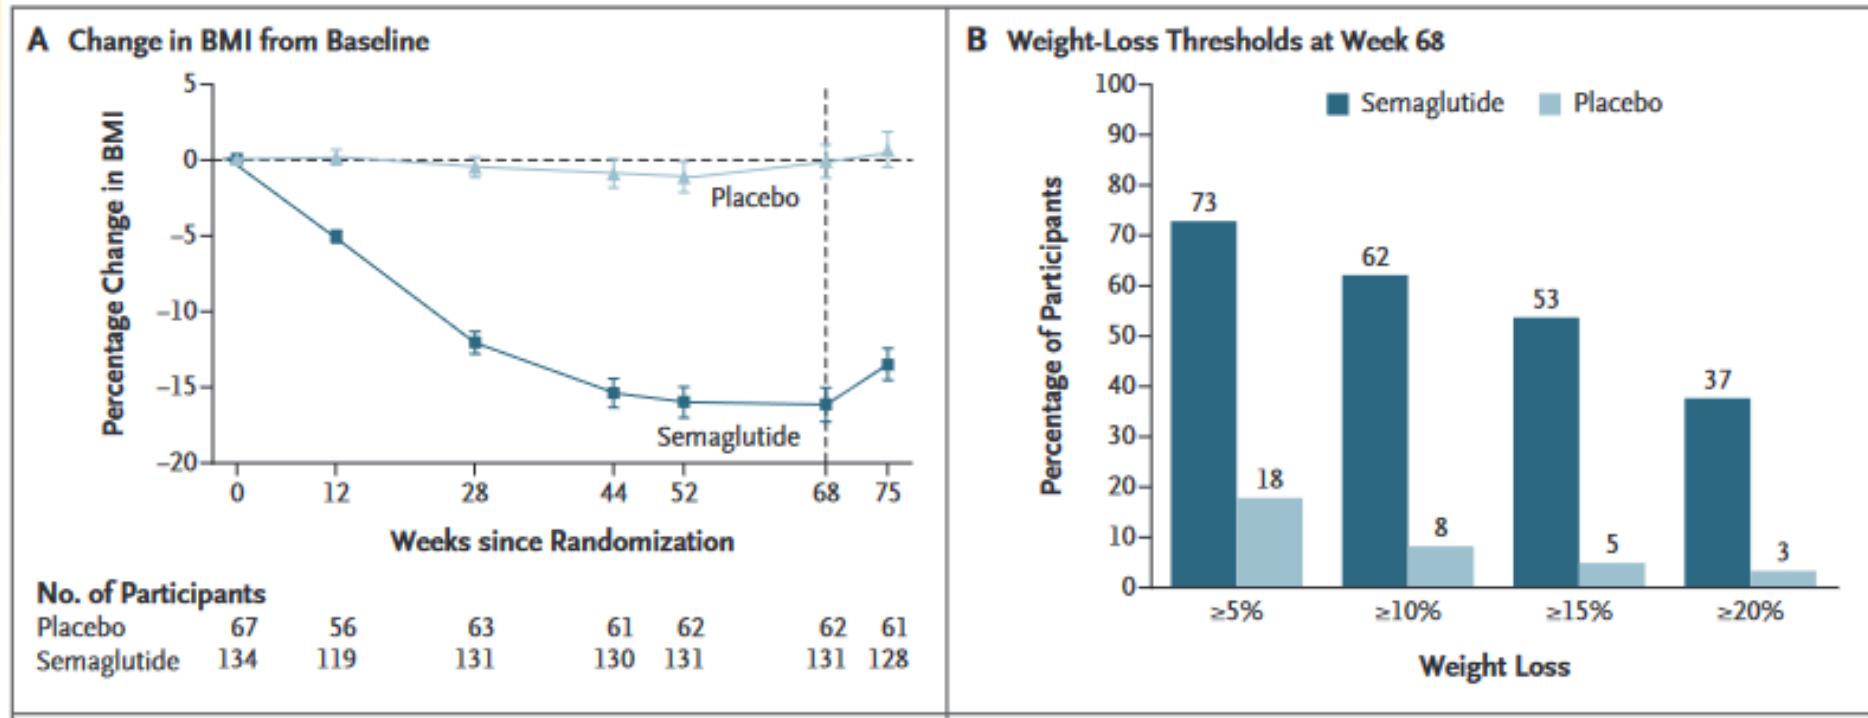 A Change in BMI from Baseline
Percentage Change in BMI
5
0
–5
–10
–15
–20
Placebo
Semaglutide
0 12 28 44 52 68 75
Weeks since Randomization
No. of Participants
Placebo 67 56 63 61 62 62 61
Semaglutide 134 119 131 130 131 131 128
B Weight-Loss Thresholds at Week 68
Semaglutide Placebo
Percentage of Participants
100
90
80
70
60
50
40
30
20
10
0
73 18 62 8 53 5 37 3
≥5% ≥10% ≥15% ≥20%
Weight Loss